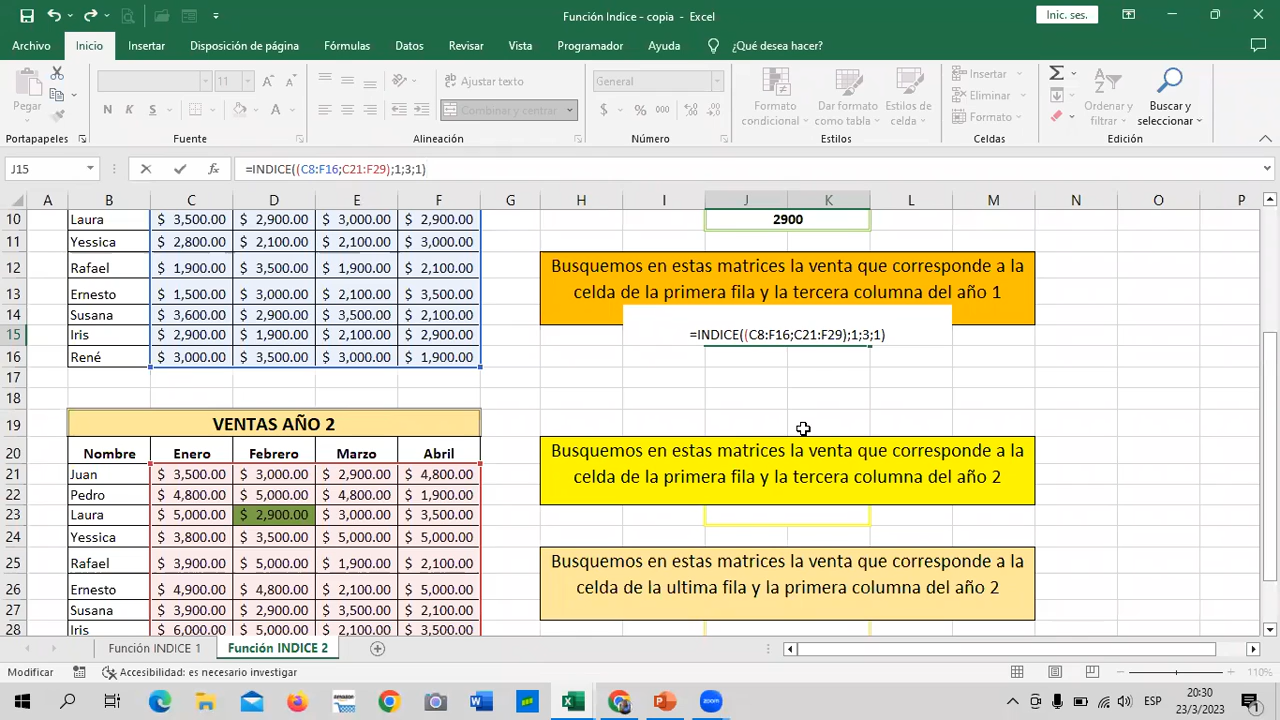 Función Indice - copia - Excel
Inic. ses.
Archivo Inicio Insertar Disposición de página Fórmulas Datos Revisar Vista Programador Ayuda ¿Qué desea hacer?
Pegar
11
N K S
Ajustar texto
Combinar y centrar
General
$ % 000
Formato condicional
Dar formato como tabla
Estilos de celda
Insertar
Eliminar
Formato
Ordenar y filtrar
Buscar y seleccionar
Portapapeles Fuente Alineación Número Estilos Celdas Edición
J15 fx =INDICE((C8:F16;C21:F29);1;3;1)
A B C D E F G H I J K L M N O P
10 Laura $ 3,500.00 $ 2,900.00 $ 3,000.00 $ 2,900.00 2900
11 Yessica $ 2,800.00 $ 2,100.00 $ 2,100.00 $ 3,000.00
12 Rafael $ 1,900.00 $ 3,500.00 $ 1,900.00 $ 2,100.00
13 Ernesto $ 1,500.00 $ 3,000.00 $ 2,100.00 $ 3,500.00
14 Susana $ 3,600.00 $ 2,900.00 $ 3,500.00 $ 2,100.00
15 Iris $ 2,900.00 $ 1,900.00 $ 2,100.00 $ 2,900.00
16 René $ 3,000.00 $ 3,500.00 $ 3,000.00 $ 1,900.00
17
18
Busquemos en estas matrices la venta que corresponde a la
celda de la primera fila y la tercera columna del año 1
=INDICE((C8:F16;C21:F29);1;3;1)
19 VENTAS AÑO 2
20 Nombre Enero Febrero Marzo Abril
21 Juan $ 3,500.00 $ 3,000.00 $ 2,900.00 $ 4,800.00
22 Pedro $ 4,800.00 $ 5,000.00 $ 4,800.00 $ 1,900.00
23 Laura $ 5,000.00 $ 2,900.00 $ 3,000.00 $ 3,500.00
24 Yessica $ 3,800.00 $ 3,500.00 $ 5,000.00 $ 5,000.00
25 Rafael $ 3,900.00 $ 5,000.00 $ 1,900.00 $ 2,100.00
26 Ernesto $ 4,900.00 $ 4,800.00 $ 2,100.00 $ 5,000.00
27 Susana $ 3,900.00 $ 2,900.00 $ 3,500.00 $ 2,100.00
28 Iris $ 6,000.00 $ 5,000.00 $ 2,100.00 $ 3,500.00
Busquemos en estas matrices la venta que corresponde a la
celda de la primera fila y la tercera columna del año 2
Busquemos en estas matrices la venta que corresponde a la
celda de la ultima fila y la primera columna del año 2
Función INDICE 1 Función INDICE 2
Modificar Accesibilidad: es necesario investigar 110%
amazon
ESP
20:30
23/3/2023
1